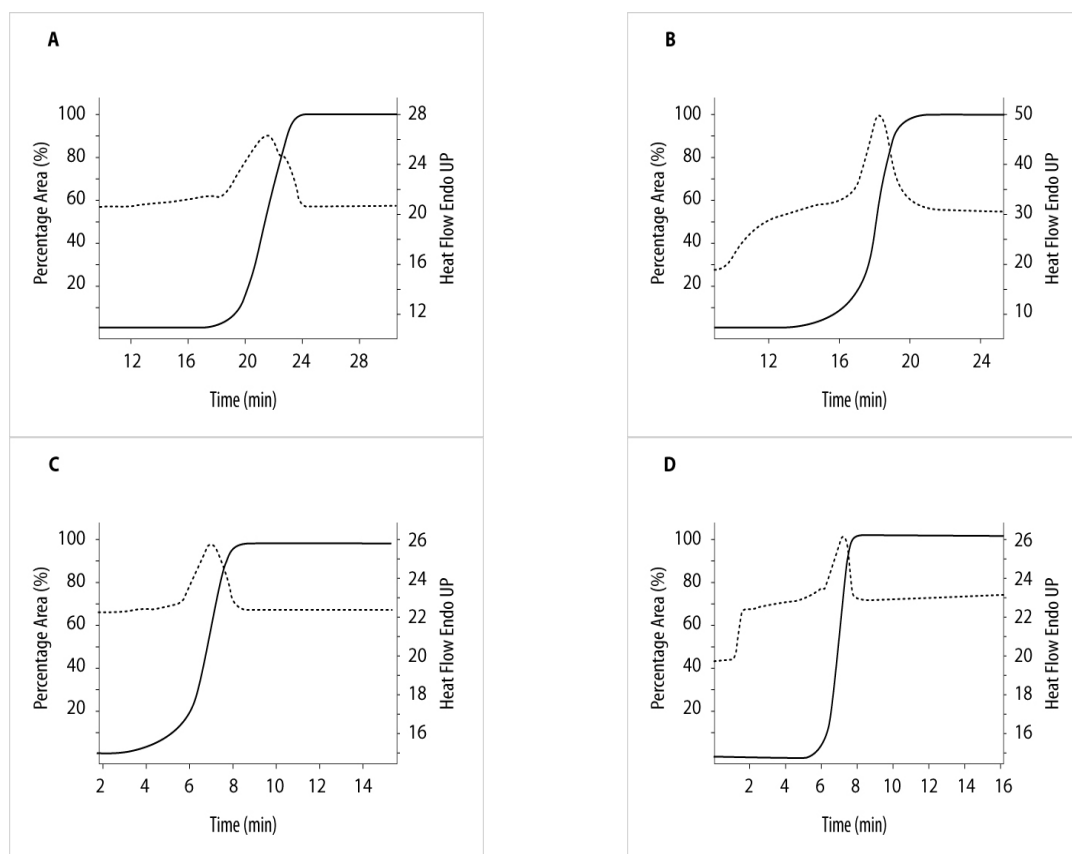 A
Percentage Area (%)
100
80
60
40
20
28
24
20
16
12
Heat Flow Endo UP
12 16 20 24 28
Time (min)
B
Percentage Area (%)
100
80
60
40
20
50
40
30
20
10
Heat Flow Endo UP
12 16 20 24
Time (min)
C
Percentage Area (%)
100
80
60
40
20
26
24
22
20
18
16
Heat Flow Endo UP
2 4 6 8 10 12 14
Time (min)
D
Percentage Area (%)
100
80
60
40
20
26
24
22
20
18
16
Heat Flow Endo UP
2 4 6 8 10 12 14 16
Time (min)